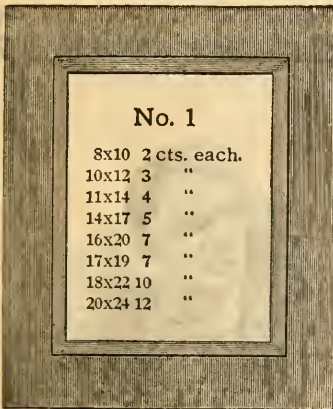 No. 1
8x10 2 cts. each.
10x12 3 "
11x14 4 "
14x17 5 "
16x20 7 "
17x19 7 "
18x22 10 "
20x24 12 "